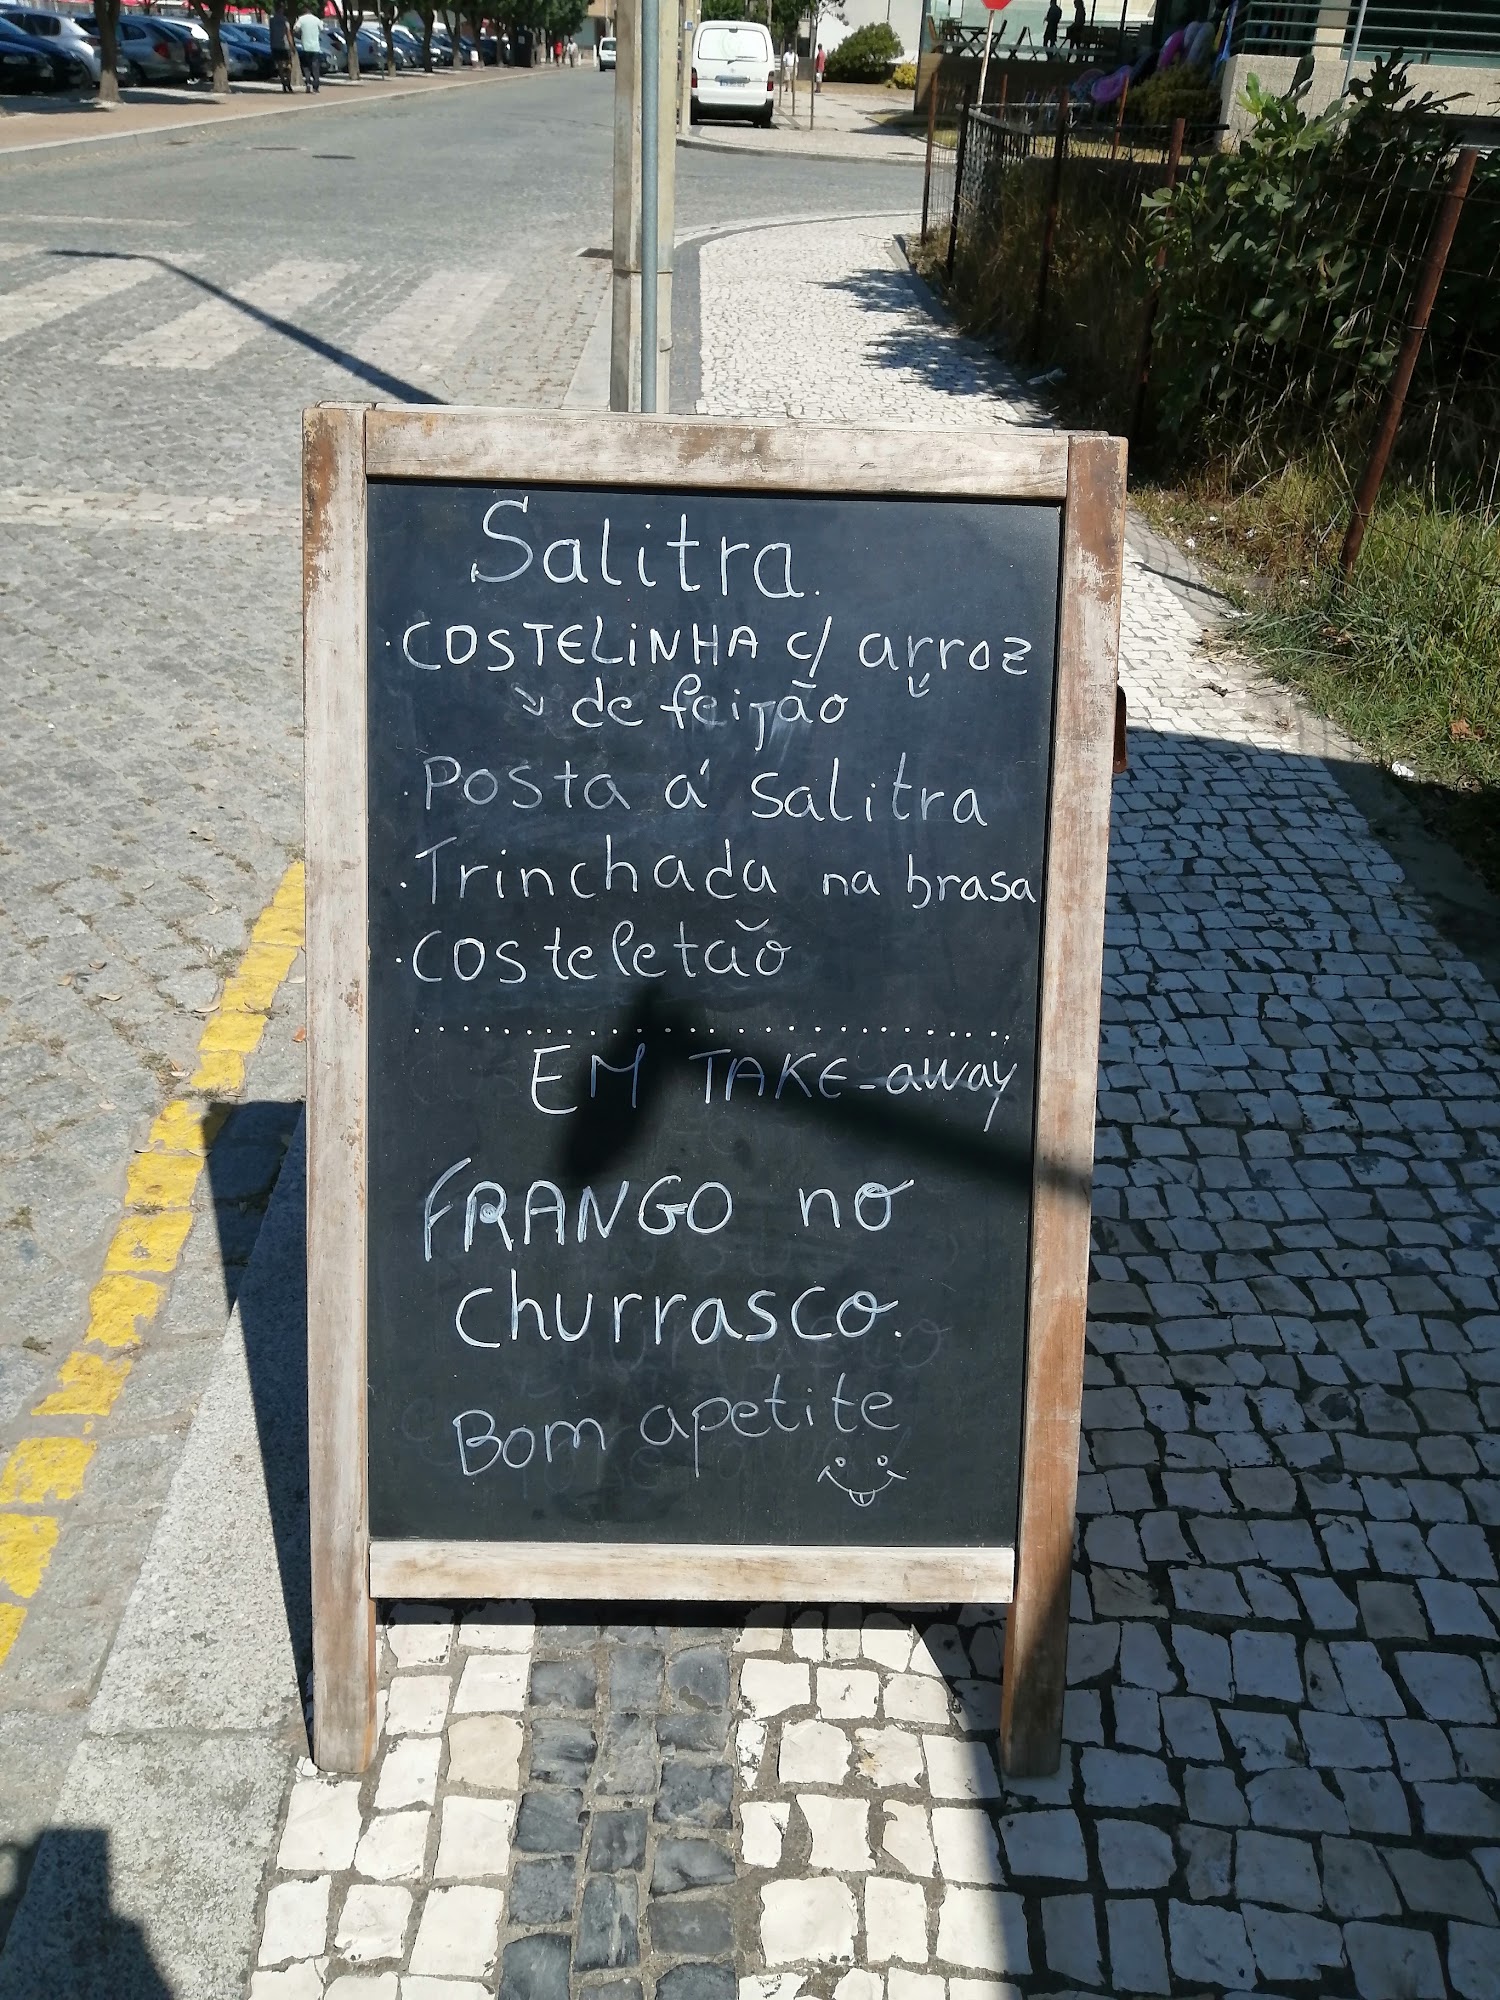 Salitra.
· COSTELiNHA c/ arroz
de feijão
· Posta á Salitra
· Trinchada na brasa
· Costeletão
EM TAKE-away
FRANGO no
churrasco.
Bom apetite